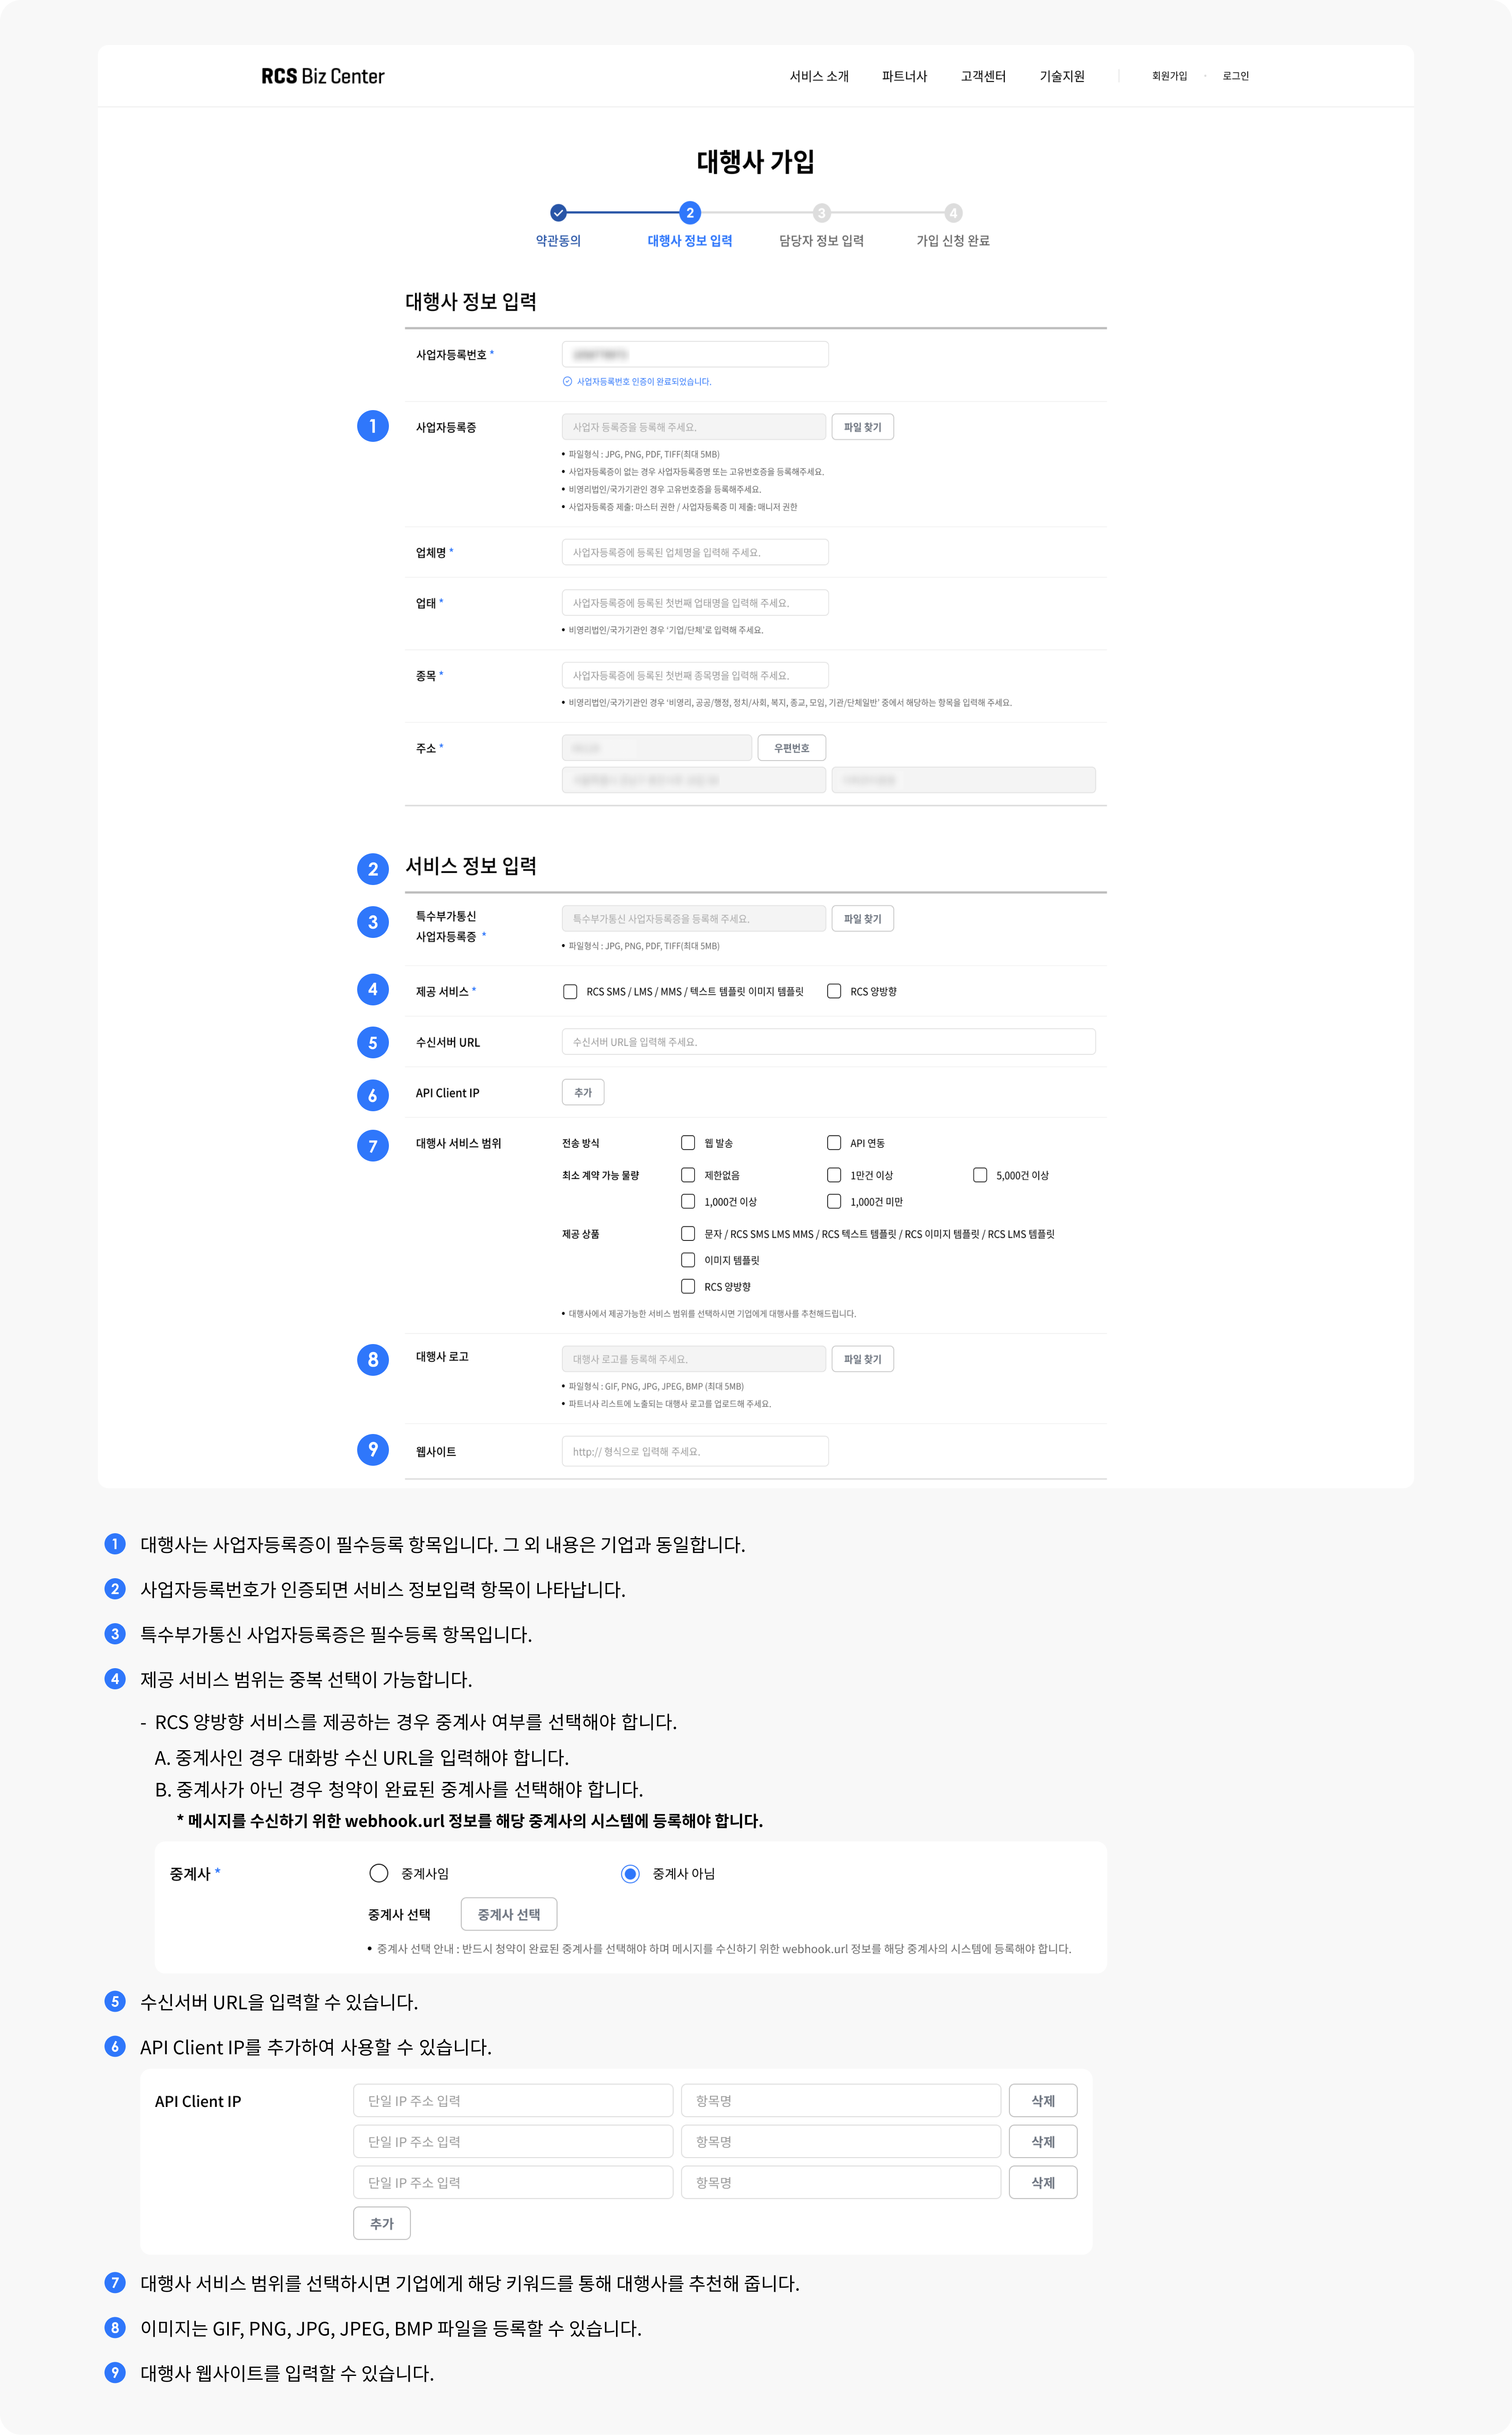 RCS Biz Center
서비스 소개 파트너사 고객센터 기술지원 회원가입 로그인
대행사 가입
2 3 4
약관동의 대행사 정보 입력 담당자 정보 입력 가입 신청 완료
대행사 정보 입력
사업자등록번호 *
사업자등록번호 인증이 완료되었습니다.
1 사업자등록증 사업자 등록증을 등록해 주세요. 파일 찾기
• 파일형식 : JPG, PNG, PDF, TIFF(최대 5MB)
• 사업자등록증이 없는 경우 사업자등록증명 또는 고유번호증을 등록해주세요.
• 비영리법인/국가기관인 경우 고유번호증을 등록해주세요.
• 사업자등록증 제출: 마스터 권한 / 사업자등록증 미 제출: 매니저 권한
업체명 * 사업자등록증에 등록된 업체명을 입력해 주세요.
업태 * 사업자등록증에 등록된 첫번째 업태명을 입력해 주세요.
• 비영리법인/국가기관인 경우 ‘기업/단체’로 입력해 주세요.
종목 * 사업자등록증에 등록된 첫번째 종목명을 입력해 주세요.
• 비영리법인/국가기관인 경우 ‘비영리, 공공/행정, 정치/사회, 복지, 종교, 모임, 기관/단체일반’ 중에서 해당하는 항목을 입력해 주세요.
주소 * 우편번호
2 서비스 정보 입력
3 특수부가통신
사업자등록증 * 특수부가통신 사업자등록증을 등록해 주세요. 파일 찾기
• 파일형식 : JPG, PNG, PDF, TIFF(최대 5MB)
4 제공 서비스 * RCS SMS / LMS / MMS / 텍스트 템플릿 이미지 템플릿 RCS 양방향
5 수신서버 URL 수신서버 URL을 입력해 주세요.
6 API Client IP 추가
7 대행사 서비스 범위 전송 방식 웹 발송 API 연동
최소 계약 가능 물량 제한없음 1만건 이상 5,000건 이상
1,000건 이상 1,000건 미만
제공 상품 문자 / RCS SMS LMS MMS / RCS 텍스트 템플릿 / RCS 이미지 템플릿 / RCS LMS 템플릿
이미지 템플릿
RCS 양방향
• 대행사에서 제공가능한 서비스 범위를 선택하시면 기업에게 대행사를 추천해드립니다.
8 대행사 로고 대행사 로고를 등록해 주세요. 파일 찾기
• 파일형식 : GIF, PNG, JPG, JPEG, BMP (최대 5MB)
• 파트너사 리스트에 노출되는 대행사 로고를 업로드해 주세요.
9 웹사이트 http:// 형식으로 입력해 주세요.
1 대행사는 사업자등록증이 필수등록 항목입니다. 그 외 내용은 기업과 동일합니다.
2 사업자등록번호가 인증되면 서비스 정보입력 항목이 나타납니다.
3 특수부가통신 사업자등록증은 필수등록 항목입니다.
4 제공 서비스 범위는 중복 선택이 가능합니다.
- RCS 양방향 서비스를 제공하는 경우 중계사 여부를 선택해야 합니다.
A. 중계사인 경우 대화방 수신 URL을 입력해야 합니다.
B. 중계사가 아닌 경우 청약이 완료된 중계사를 선택해야 합니다.
* 메시지를 수신하기 위한 webhook.url 정보를 해당 중계사의 시스템에 등록해야 합니다.
중계사 * 중계사임 중계사 아님
중계사 선택 중계사 선택
• 중계사 선택 안내 : 반드시 청약이 완료된 중계사를 선택해야 하며 메시지를 수신하기 위한 webhook.url 정보를 해당 중계사의 시스템에 등록해야 합니다.
5 수신서버 URL을 입력할 수 있습니다.
6 API Client IP를 추가하여 사용할 수 있습니다.
API Client IP 단일 IP 주소 입력 항목명 삭제
단일 IP 주소 입력 항목명 삭제
단일 IP 주소 입력 항목명 삭제
추가
7 대행사 서비스 범위를 선택하시면 기업에게 해당 키워드를 통해 대행사를 추천해 줍니다.
8 이미지는 GIF, PNG, JPG, JPEG, BMP 파일을 등록할 수 있습니다.
9 대행사 웹사이트를 입력할 수 있습니다.